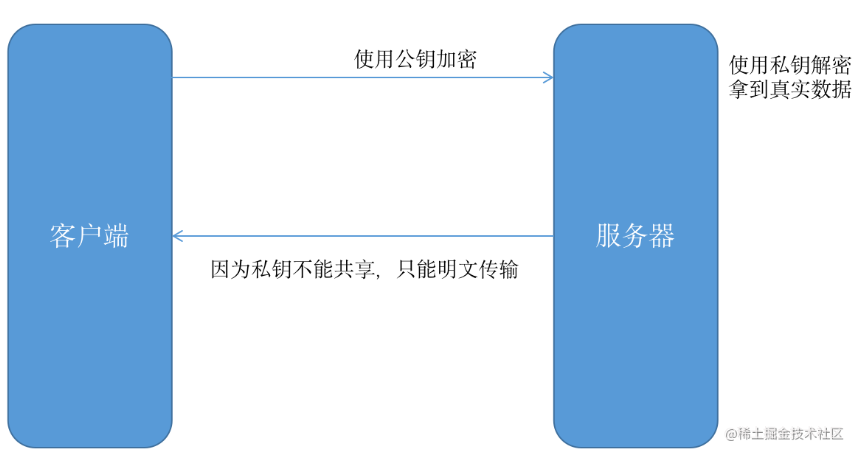 使用公钥加密
使用私钥解密
拿到真实数据
客户端
服务器
因为私钥不能共享，只能明文传输
@稀土掘金技术社区